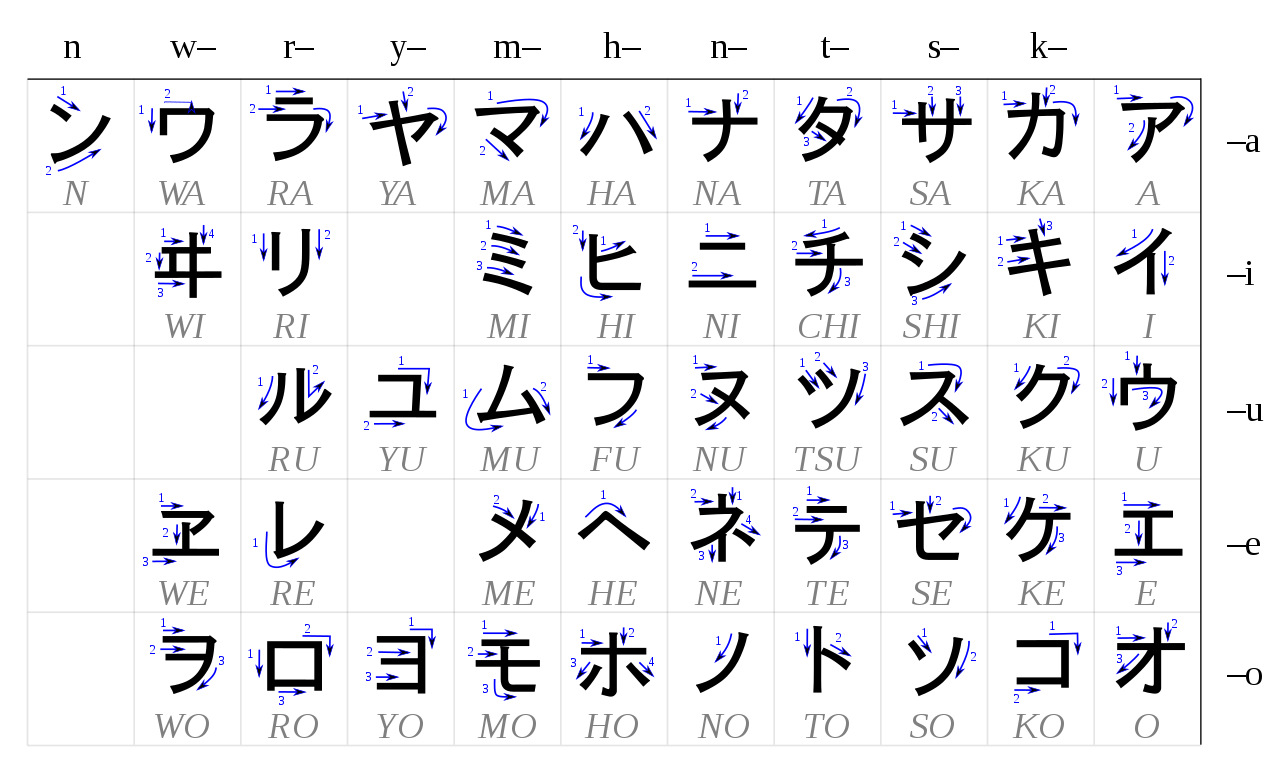 n w– r– y– m– h– n– t– s– k–
ン ワ ラ ヤ マ ハ ナ タ サ カ ア –a
N WA RA YA MA HA NA TA SA KA A
ヰ リ ミ ヒ ニ チ シ キ イ –i
WI RI MI HI NI CHI SHI KI I
ル ユ ム フ ヌ ツ ス ク ウ –u
RU YU MU FU NU TSU SU KU U
ヱ レ メ ヘ ネ テ セ ケ エ –e
WE RE ME HE NE TE SE KE E
ヲ ロ ヨ モ ホ ノ ト ソ コ オ –o
WO RO YO MO HO NO TO SO KO O